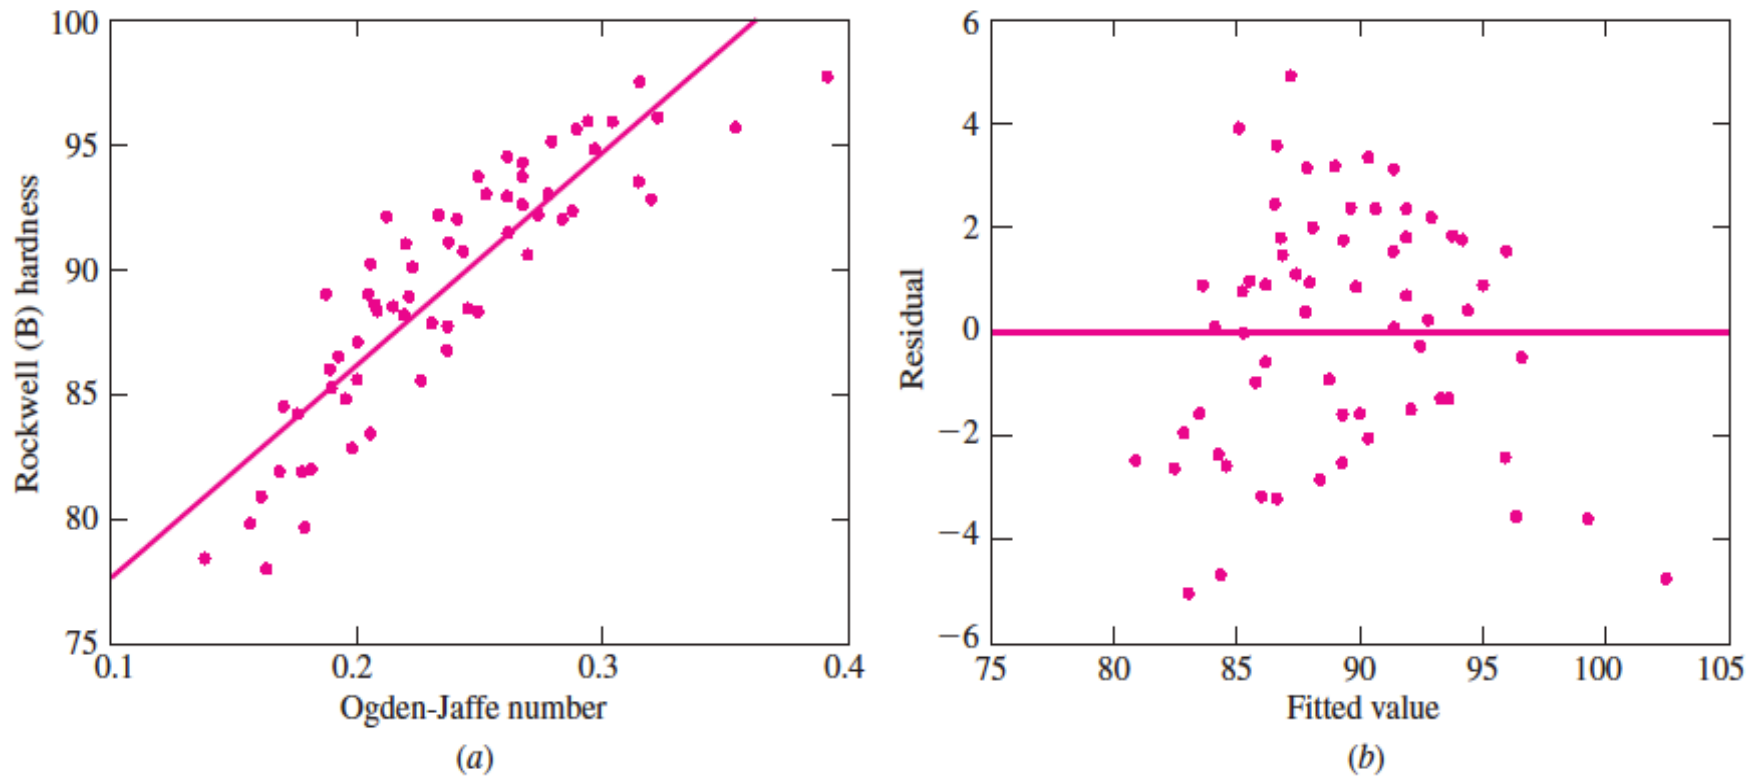 100
95
90
85
80
75
0.1 0.2 0.3 0.4
Rockwell (B) hardness
Ogden-Jaffe number
(a)
6
4
2
0
−2
−4
−6
75 80 85 90 95 100 105
Residual
Fitted value
(b)